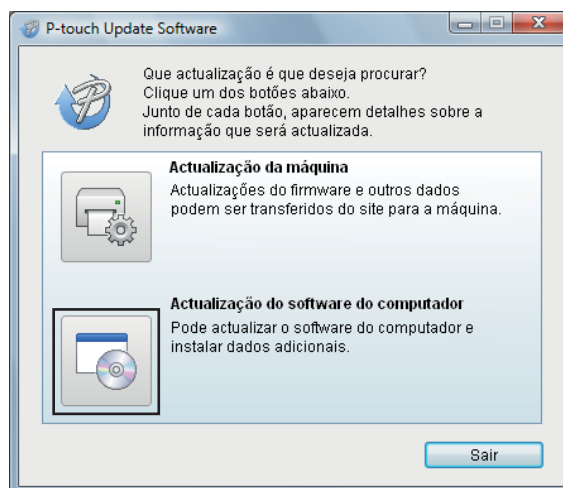 P-touch Update Software
Que actualização é que deseja procurar?
Clique um dos botões abaixo.
Junto de cada botão, aparecem detalhes sobre a
informação que será actualizada.
Actualização da máquina
Actualizações do firmware e outros dados
podem ser transferidos do site para a máquina.
Actualização do software do computador
Pode actualizar o software do computador e
instalar dados adicionais.
Sair